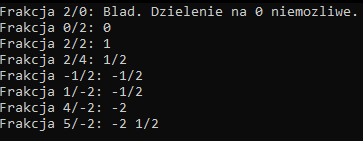 Frakcja 2/0: Blad. Dzielenie na 0 niemozliwe.
Frakcja 0/2: 0
Frakcja 2/2: 1
Frakcja 2/4: 1/2
Frakcja -1/2: -1/2
Frakcja 1/-2: -1/2
Frakcja 4/-2: -2
Frakcja 5/-2: -2 1/2